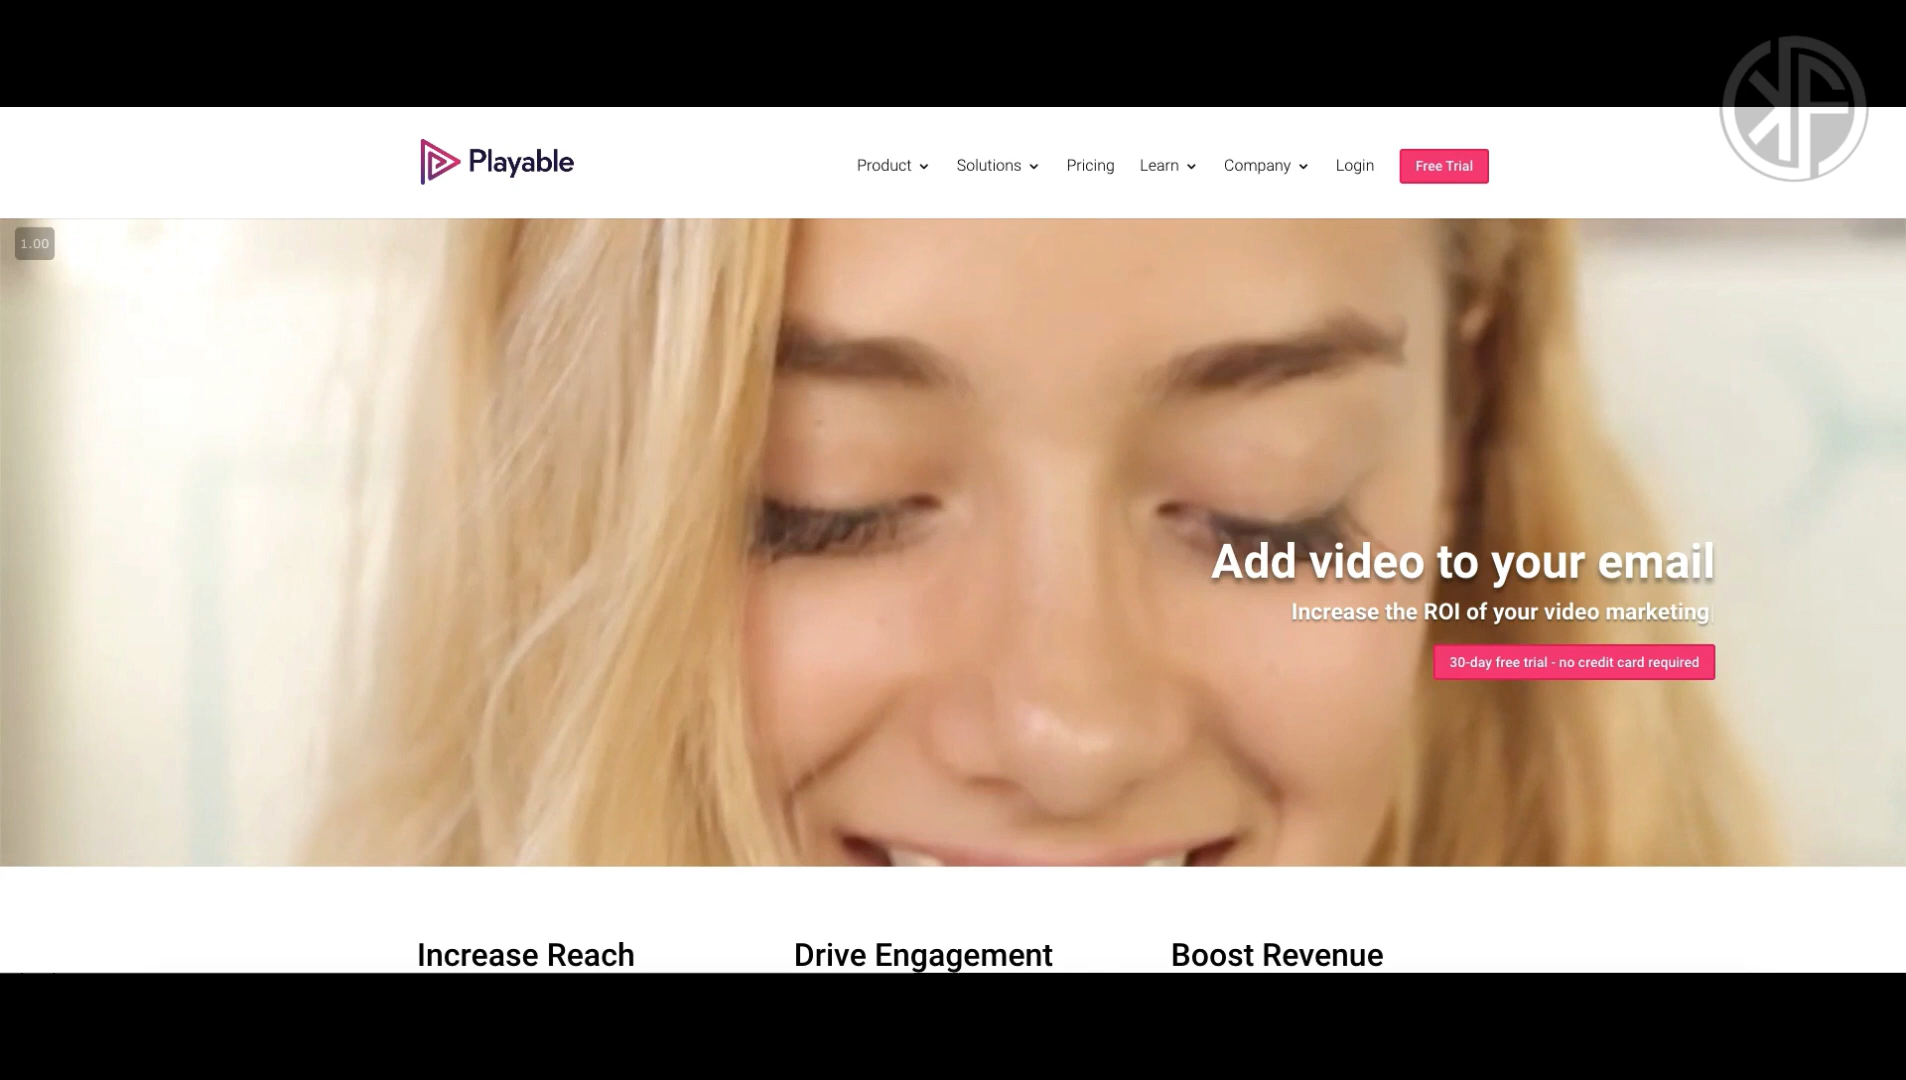 Playable
Product
Solutions
Pricing
Learn
Company
Login
Free Trial
1.00
Add video to your email
Increase the ROI of your video marketing
30-day free trial - no credit card required
Increase Reach
Drive Engagement
Boost Revenue